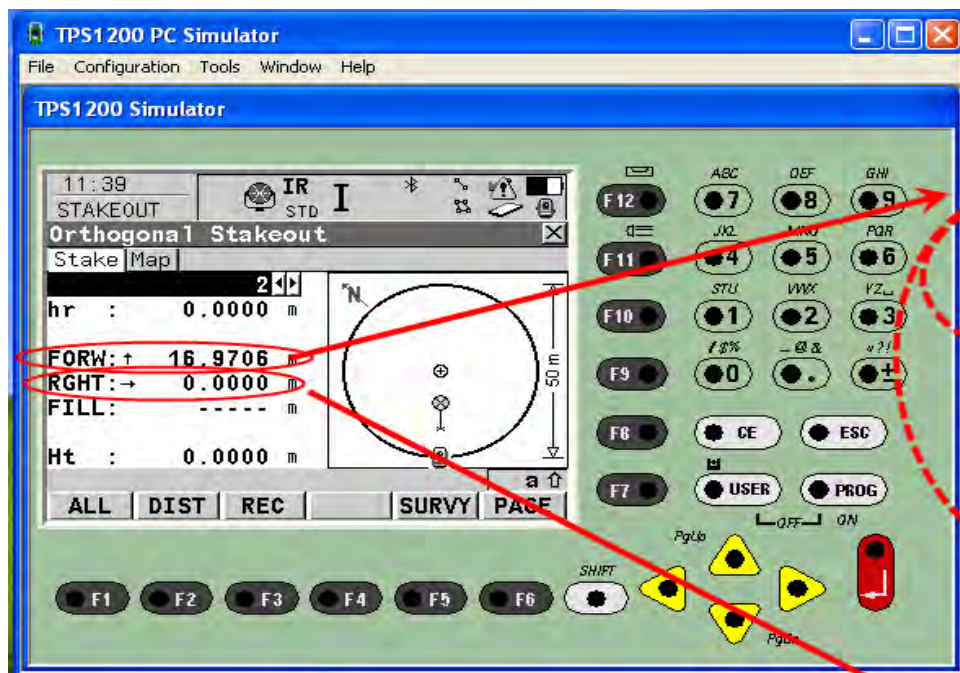 TPS1200 PC Simulator
File Configuration Tools Window Help
TPS1200 Simulator
11:39
STAKEOUT
IR
STD
I
Orthogonal Stakeout
Stake Map
2
hr : 0.0000 m
FORW:↑ 16.9706 m
RGHT:→ 0.0000 m
FILL: ----- m
Ht : 0.0000 m
N
50 m
a ⇧
ALL DIST REC SURVY PAGE
F12
ABC DEF GHI
7 8 9
F11
JKL MNO PQR
4 5 6
F10
STU VWX YZ
1 2 3
F9
/$% _@& *?!
0 . ±
F8 CE ESC
F7 USER PROG
OFF ON
PgUp
SHIFT
F1 F2 F3 F4 F5 F6
PgDn